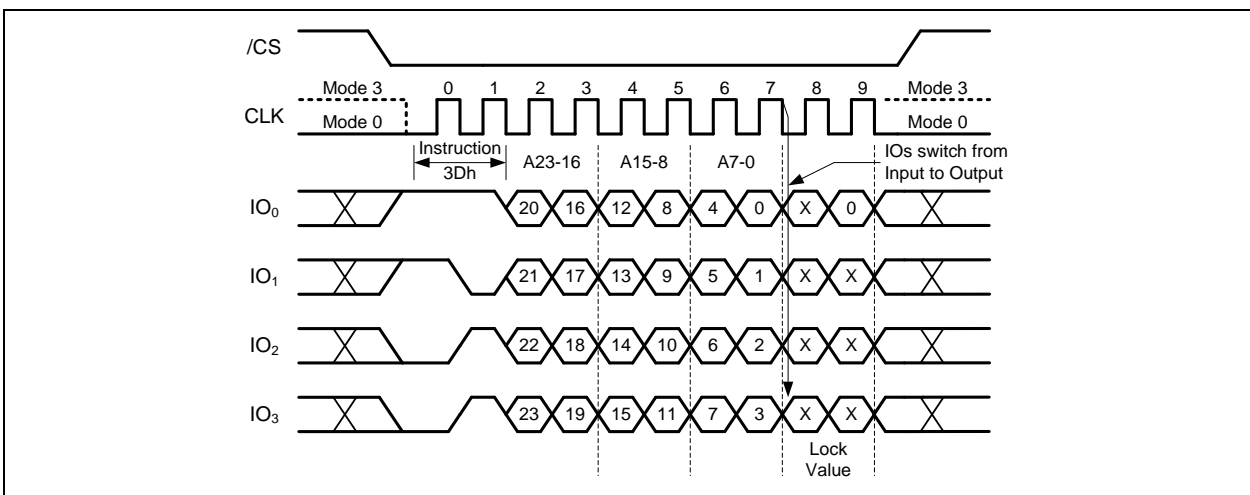 /CS
Mode 3 0 1 2 3 4 5 6 7 8 9 Mode 3
CLK
Mode 0 Mode 0
Instruction A23-16 A15-8 A7-0 IOs switch from
3Dh Input to Output
IO0 20 16 12 8 4 0 X 0
IO1 21 17 13 9 5 1 X X
IO2 22 18 14 10 6 2 X X
IO3 23 19 15 11 7 3 X X
Lock
Value